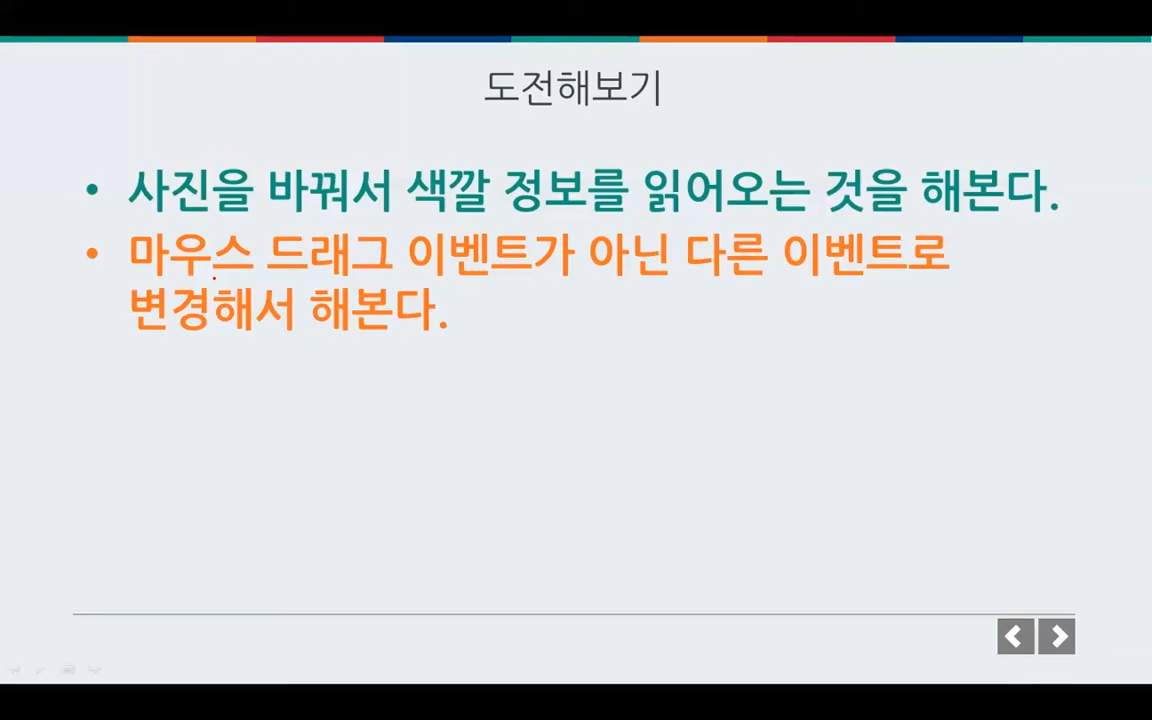 도전해보기
• 사진을 바꿔서 색깔 정보를 읽어오는 것을 해본다.
• 마우스 드래그 이벤트가 아닌 다른 이벤트로
변경해서 해본다.